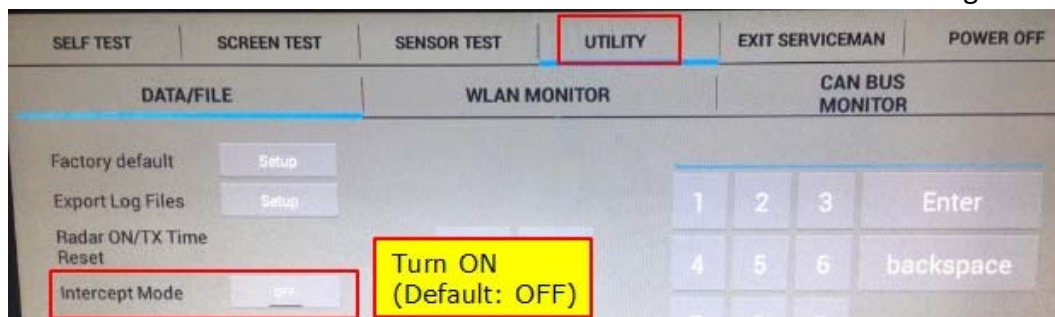 SELF TEST
SCREEN TEST
SENSOR TEST
UTILITY
EXIT SERVICEMAN
POWER OFF
DATA/FILE
WLAN MONITOR
CAN BUS
MONITOR
Factory default
Setup
Export Log Files
Setup
Radar ON/TX Time
Reset
Intercept Mode
OFF
Turn ON
(Default: OFF)
1 2 3 Enter
4 5 6 backspace